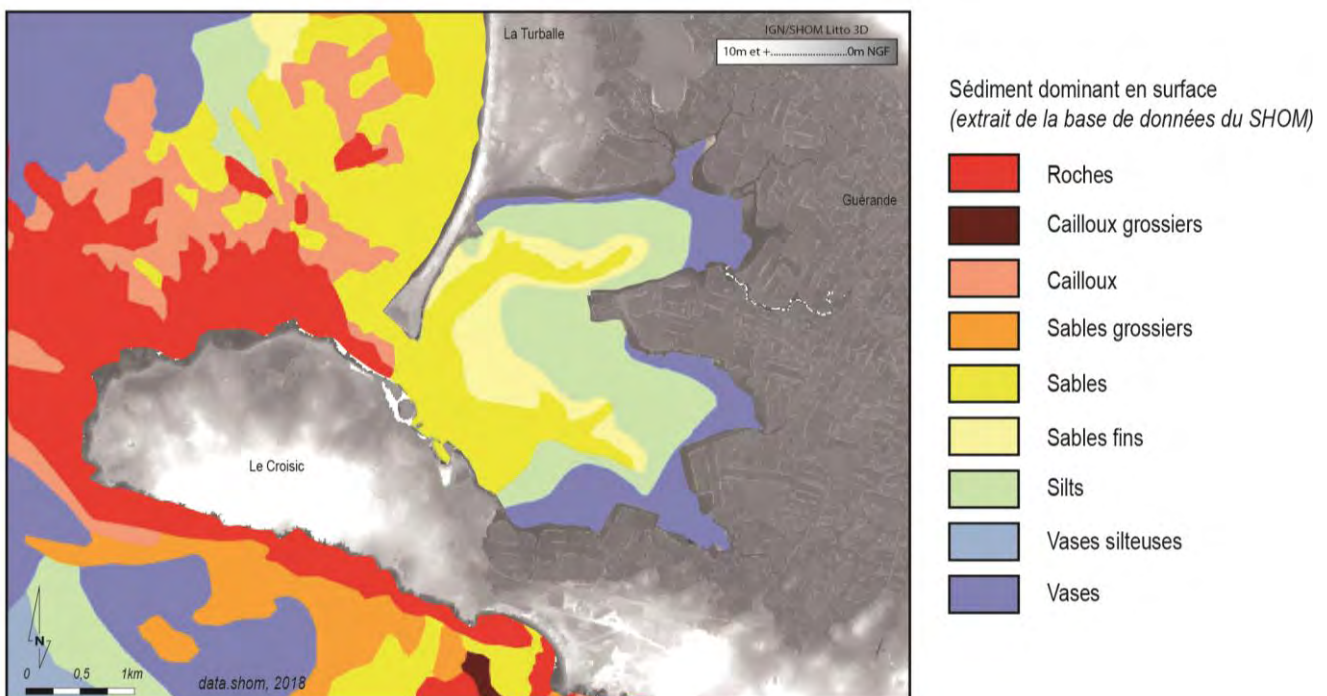 La Turballe
IGN/SHOM Litto 3D
10m et +............................0m NGF
Guérande
Le Croisic
N
0 0,5 1km
data.shom, 2018
Sédiment dominant en surface
(extrait de la base de données du SHOM)
Roches
Cailloux grossiers
Cailloux
Sables grossiers
Sables
Sables fins
Silts
Vases silteuses
Vases